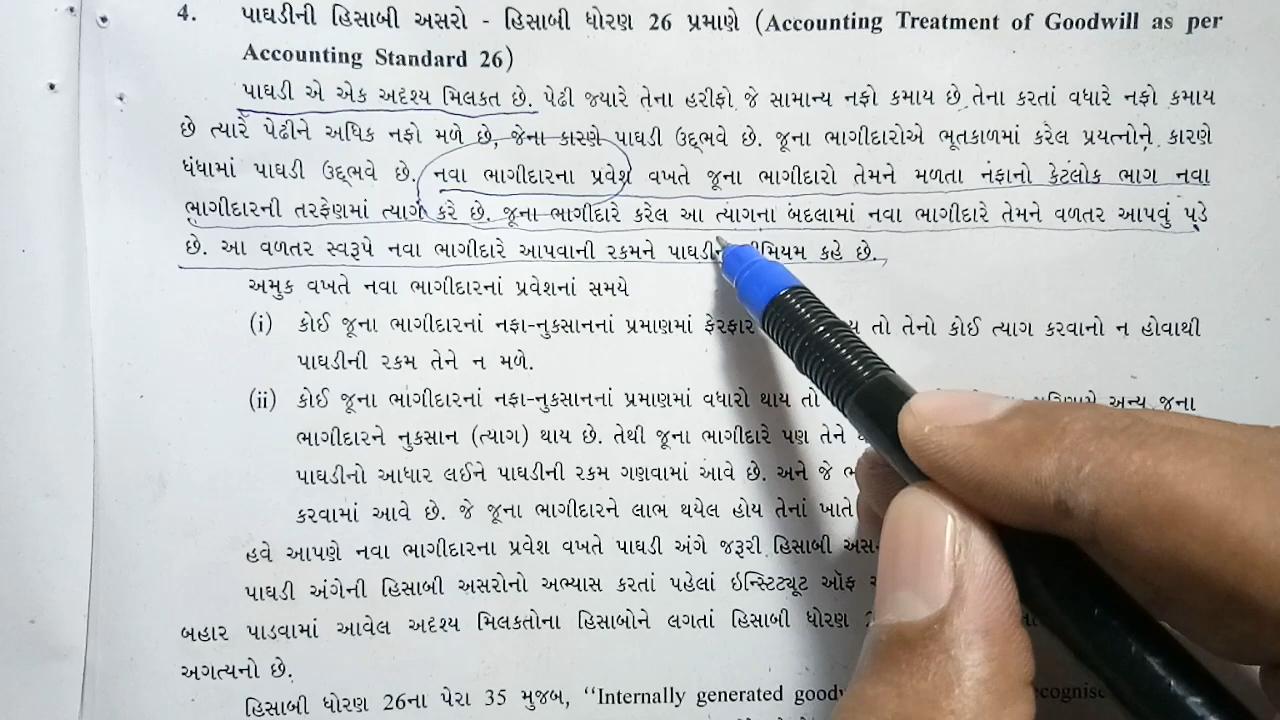 4. પાઘડીની હિસાબી અસરો - હિસાબી ધોરણ 26 પ્રમાણે (Accounting Treatment of Goodwill as per
Accounting Standard 26)
પાઘડી એ એક અદૃશ્ય મિલકત છે. પેઢી જ્યારે તેના હરીફો જે સામાન્ય નફો કમાય છે તેના કરતાં વધારે નફો કમાય
છે ત્યારે પેઢીને અધિક નફો મળે છે, જેના કારણે પાઘડી ઉદ્ભવે છે. જૂના ભાગીદારોએ ભૂતકાળમાં કરેલ પ્રયત્નોને કારણે
ધંધામાં પાઘડી ઉદ્ભવે છે. નવા ભાગીદારના પ્રવેશ વખતે જૂના ભાગીદારો તેમને મળતા નફાનો કેટલોક ભાગ નવા
ભાગીદારની તરફેણમાં ત્યાગ કરે છે. જૂના ભાગીદારે કરેલ આ ત્યાગના બદલામાં નવા ભાગીદારે તેમને વળતર આપવું પડે
છે. આ વળતર સ્વરૂપે નવા ભાગીદારે આપવાની રકમને કહે છે.
અમુક વખતે નવા ભાગીદારનાં પ્રવેશનાં સમયે
(i) કોઈ જૂના ભાગીદારનાં નફા-નુકસાનનાં પ્રમાણમાં ફેરફાર તો તેનો કોઈ ત્યાગ કરવાનો ન હોવાથી
પાઘડીની રકમ તેને ન મળે.
(ii) કોઈ જૂના ભાગીદારનાં નફા-નુકસાનનાં પ્રમાણમાં વધારો થાય તો અન્ય જૂના
ભાગીદારને નુકસાન (ત્યાગ) થાય છે. તેથી જૂના ભાગીદારે પણ તેને
પાઘડીનો આધાર લઈને પાઘડીની રકમ ગણવામાં આવે છે. અને જે
કરવામાં આવે છે. જે જૂના ભાગીદારને લાભ થયેલ હોય તેનાં ખાતે
હવે આપણે નવા ભાગીદારના પ્રવેશ વખતે પાઘડી અંગે જરૂરી હિસાબી
પાઘડી અંગેની હિસાબી અસરોનો અભ્યાસ કરતાં પહેલાં ઇન્સ્ટિટ્યૂટ ઑફ
બહાર પાડવામાં આવેલ અદૃશ્ય મિલકતોના હિસાબોને લગતાં હિસાબી ધોરણ
અગત્યનો છે.
હિસાબી ધોરણ 26ના પેરા 35 મુજબ, “Internally generated